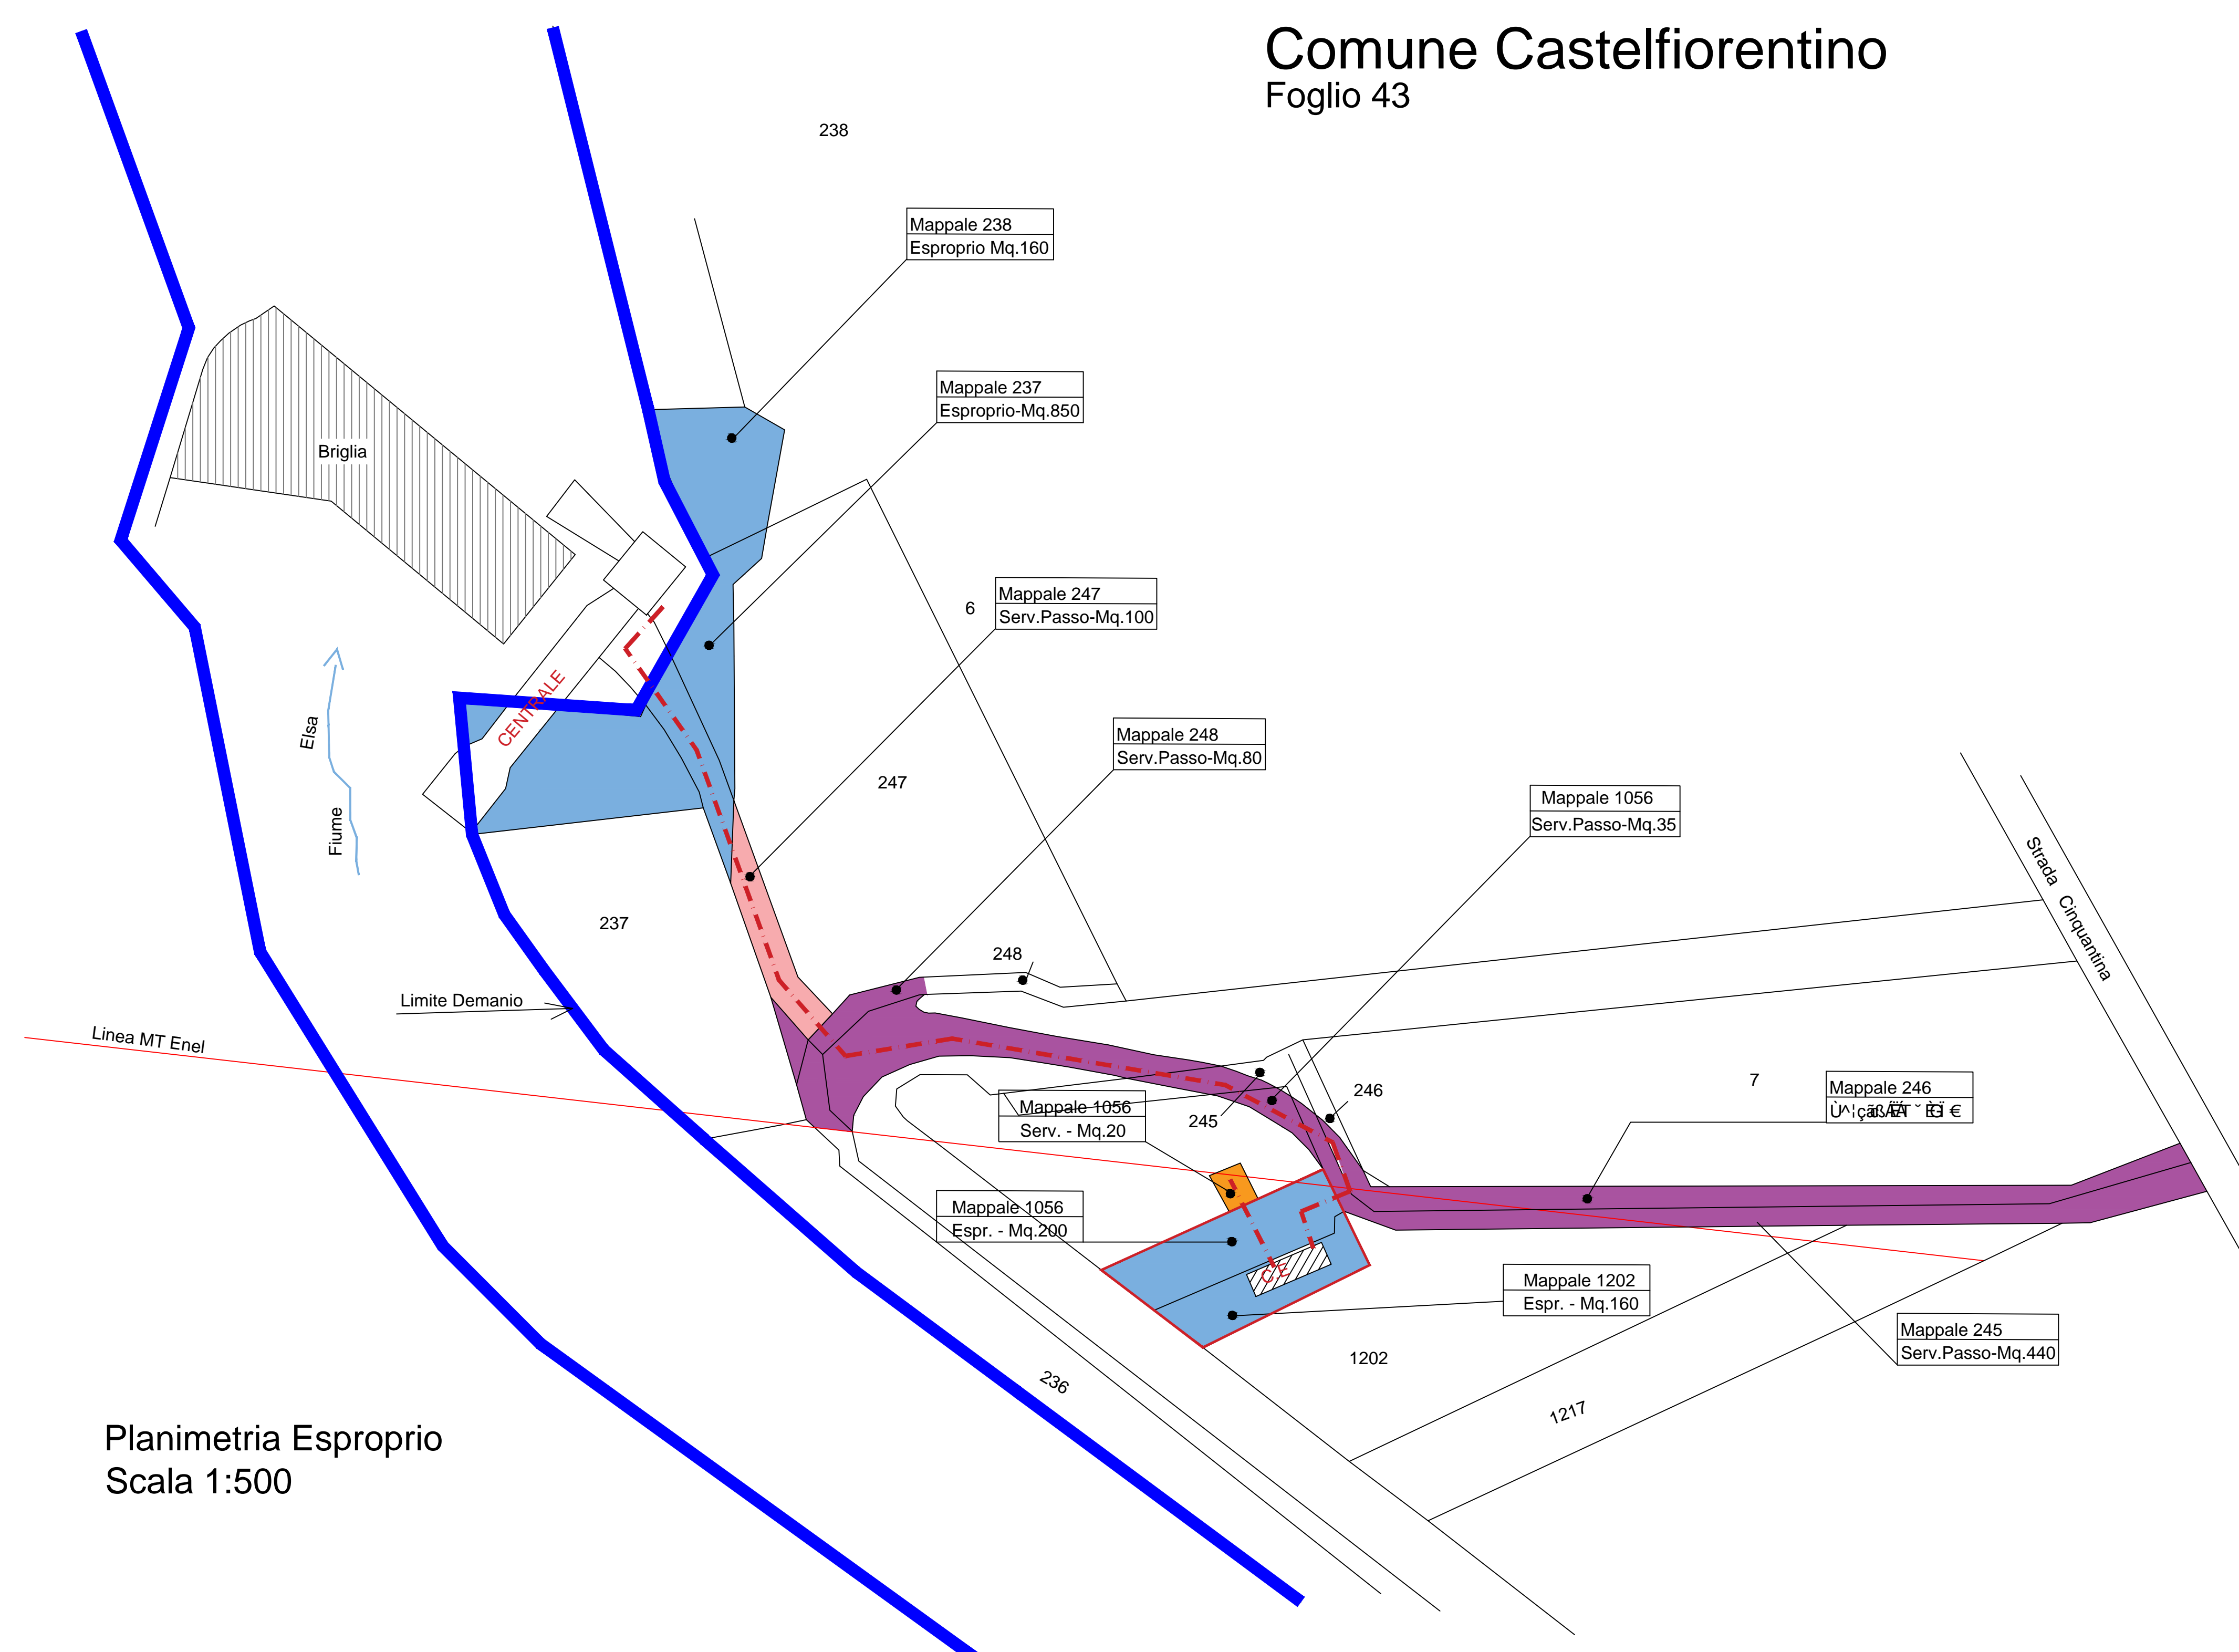 Comune Castelfiorentino
Foglio 43
238
Mappale 238
Esproprio Mq.160
Mappale 237
Esproprio-Mq.850
Briglia
Mappale 247
Serv.Passo-Mq.100
6
CENTRALE
Elsa
Fiume
Mappale 248
Serv.Passo-Mq.80
247
Mappale 1056
Serv.Passo-Mq.35
Strada Cinquantina
237
248
Limite Demanio
Linea MT Enel
7
246
Mappale 246
245
Mappale 1056
Serv. - Mq.20
Mappale 1056
Espr. - Mq.200
C.E
Mappale 1202
Espr. - Mq.160
Mappale 245
Serv.Passo-Mq.440
1202
236
1217
Planimetria Esproprio
Scala 1:500